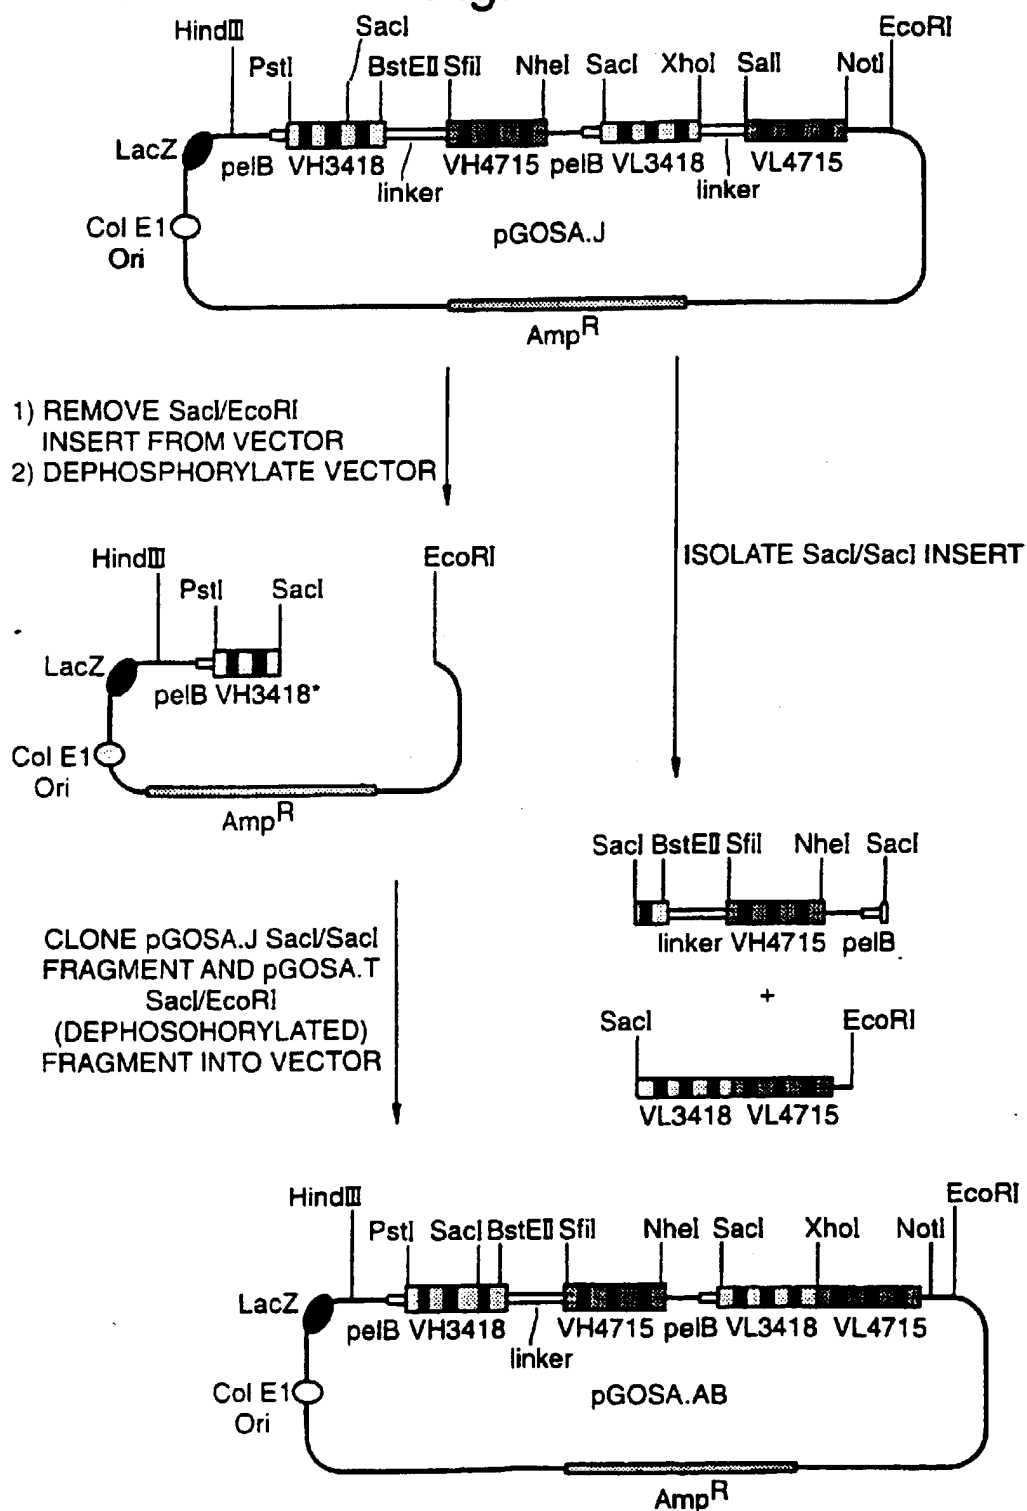 HindIII
SacI
EcoRI
PstI
BstEII SfiI
NheI
SacI
XhoI
SalI
NotI
LacZ
pelB
VH3418
linker
VH4715
pelB
VL3418
linker
VL4715
Col E1
Ori
pGOSA.J
AmpR
1) REMOVE SacI/EcoRI
INSERT FROM VECTOR
2) DEPHOSPHORYLATE VECTOR
ISOLATE SacI/SacI INSERT
HindIII
EcoRI
PstI
SacI
LacZ
pelB VH3418*
Col E1
Ori
AmpR
SacI BstEII SfiI
NheI SacI
linker VH4715 pelB
+
SacI
EcoRI
VL3418 VL4715
CLONE pGOSA.J SacI/SacI
FRAGMENT AND pGOSA.T
SacI/EcoRI
(DEPHOSOHORYLATED)
FRAGMENT INTO VECTOR
HindIII
EcoRI
PstI
SacI BstEII SfiI
NheI SacI
XhoI
NotI
LacZ
pelB VH3418
linker
VH4715 pelB VL3418 VL4715
Col E1
Ori
pGOSA.AB
AmpR